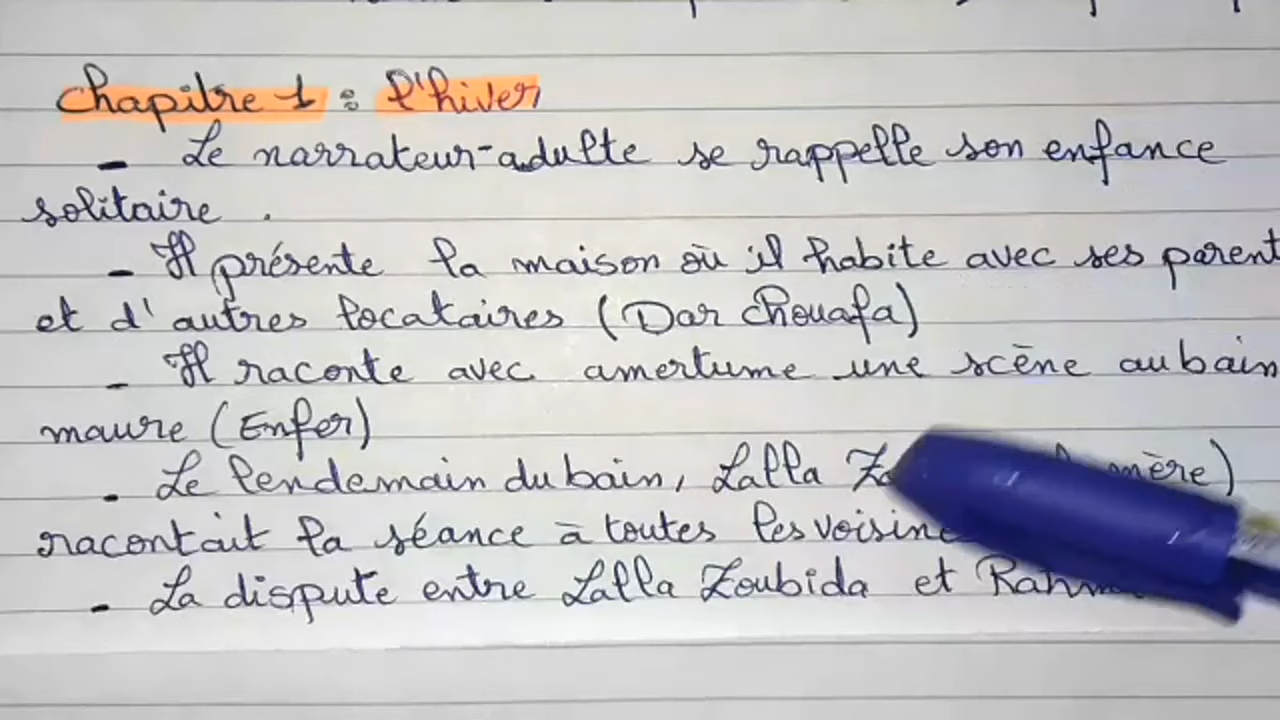 Chapitre 1 : l'hiver
- Le narrateur-adulte se rappelle son enfance
solitaire .
- Il présente la maison où il habite avec ses parent
et d'autres locataires (Dar Chouafa)
- Il raconte avec amertume une scène au bain
maure (Enfer)
- Le lendemain du bain, Lalla mère)
racontait la séance à toutes les
- La dispute entre Lalla Zoubida et